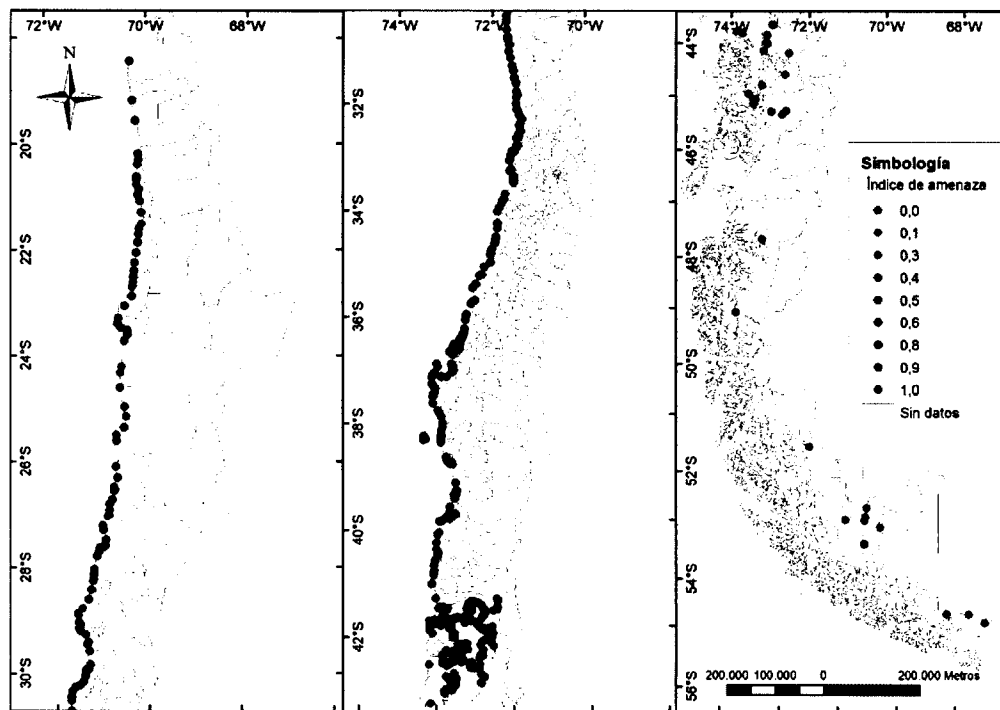 72°W 70°W 74°W 72°W 70°W 74°W 72°W 70°W 68°W
N
20°S
22°S
24°S
26°S
28°S
30°S
32°S
34°S
36°S
38°S
40°S
42°S
44°S
46°S
48°S
50°S
52°S
54°S
56°S
Simbología
Índice de amenaza
0,0
0,1
0,3
0,4
0,5
0,6
0,8
0,9
1,0
Sin datos
200.000 100.000 0 200.000 Metros